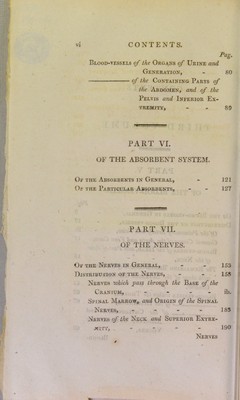 vi CONTENTS.
Pag.
Blood-vessels of the Organs of Urine and
Generation, - 80
of the Containing Parts of
the Abdomen, and of the
Pelvis and Inferior Ex-
tremity, - - 89
PART VI.
OF THE ABSORBENT SYSTEM.
Of the Absorbents in General, - 121
Of the Particular Absorbents, - - 127
PART VII.
OF THE NERVES.
Of the Nerves in General, - - 153
Distribution of the Nerves, - - 158
Nerves which pass through the Base of the
Cranium, - - - - ib.
Spinal Marrow, and Origin of the Spinal
Nerves, - - - - 185
Nerves of the Neck and Superior Extre-
mity, - - - - 190
Nerves